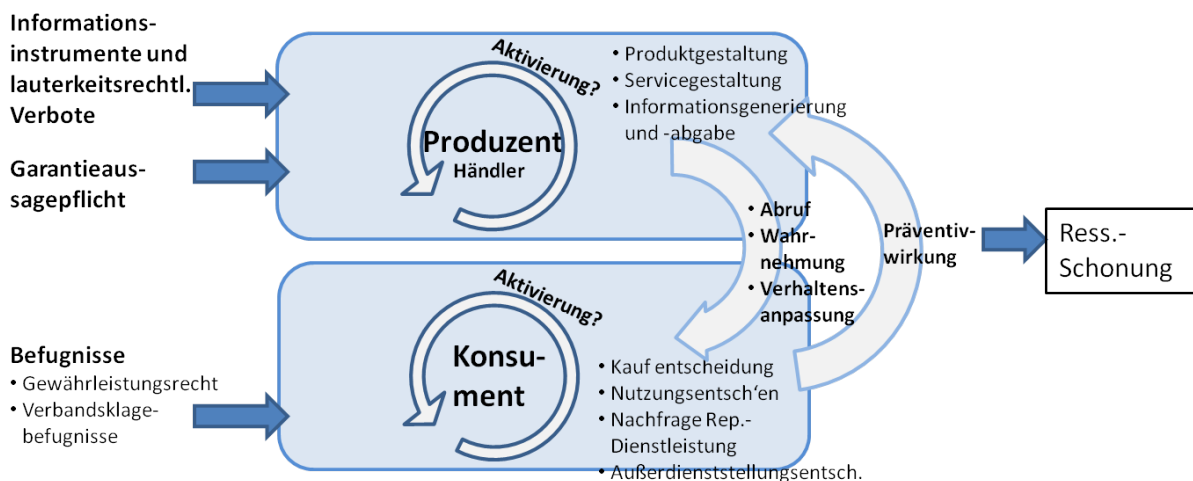 Informations-
instrumente und
lauterkeitsrechtl.
Verbote
Garantieaus-
sagepflicht
Aktivierung?
Produzent
Händler
• Produktgestaltung
• Servicegestaltung
• Informationsgenerierung
und -abgabe
• Abruf
• Wahr-
nehmung
• Verhaltens-
anpassung
Präventiv-
wirkung
Ress.-
Schonung
Befugnisse
• Gewährleistungsrecht
• Verbandsklage-
befugnisse
Aktivierung?
Konsu-
ment
• Kauf entscheidung
• Nutzungsentsch‘en
• Nachfrage Rep.-
Dienstleistung
• Außerdienststellungsentsch.